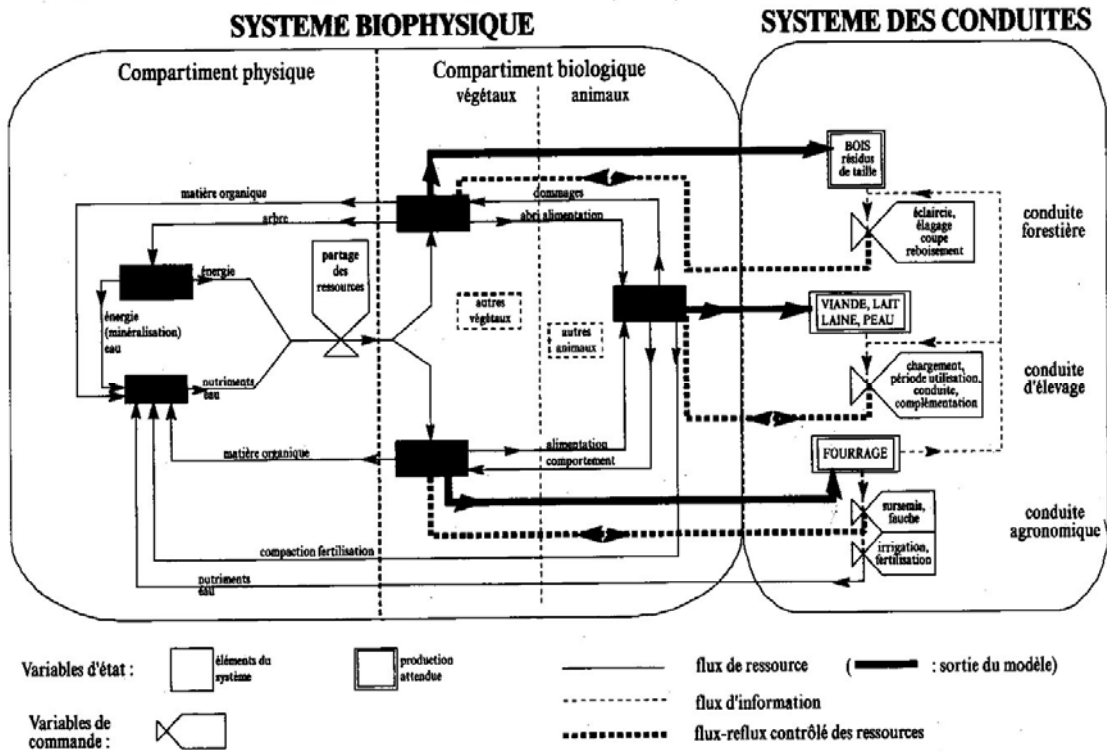 SYSTEME BIOPHYSIQUE
SYSTEME DES CONDUITES
Compartiment physique
Compartiment biologique
végétaux
animaux
BOIS
résidus
de taille
matière organique
dommages
arbre
abri alimentation
éclaircie,
élagage
coupe
reboisement
conduite
forestière
partage
des
ressources
énergie
autres
végétaux
VIANDE, LAIT
LAINE, PEAU
énergie
(minéralisation)
eau
autres
animaux
chargement,
période utilisation,
conduite,
complémentation
conduite
d'élevage
nutriments
eau
matière organique
alimentation
comportement
FOURRAGE
sursemis,
fauche
conduite
agronomique
compaction fertilisation
irrigation,
fertilisation
nutriments
eau
Variables d'état :
éléments du
système
production
attendue
flux de ressource
( : sortie du modèle)
flux d'information
Variables de
commande :
flux-reflux contrôlé des ressources